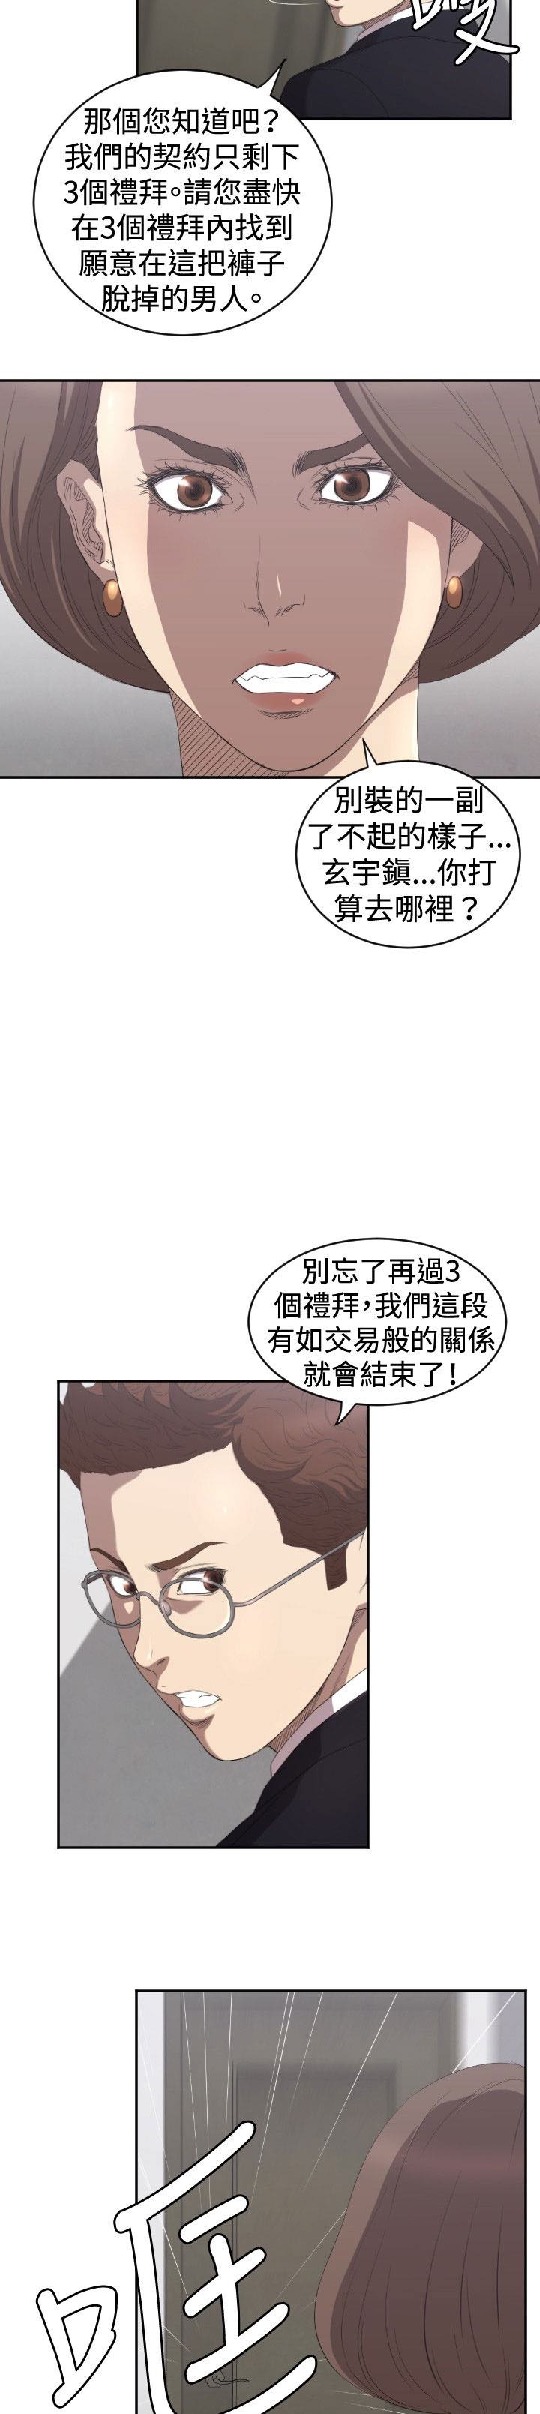 那個您知道吧?
我們的契約只剩下
3個禮拜。請您盡快
在3個禮拜內找到
願意在這把褲子
脫掉的男人。
別裝的一副
了不起的樣子...
玄宇鎭...你打
算去哪裡?
別忘了再過3
個禮拜,我們這段
有如交易般的關係
就會結束了!
哐